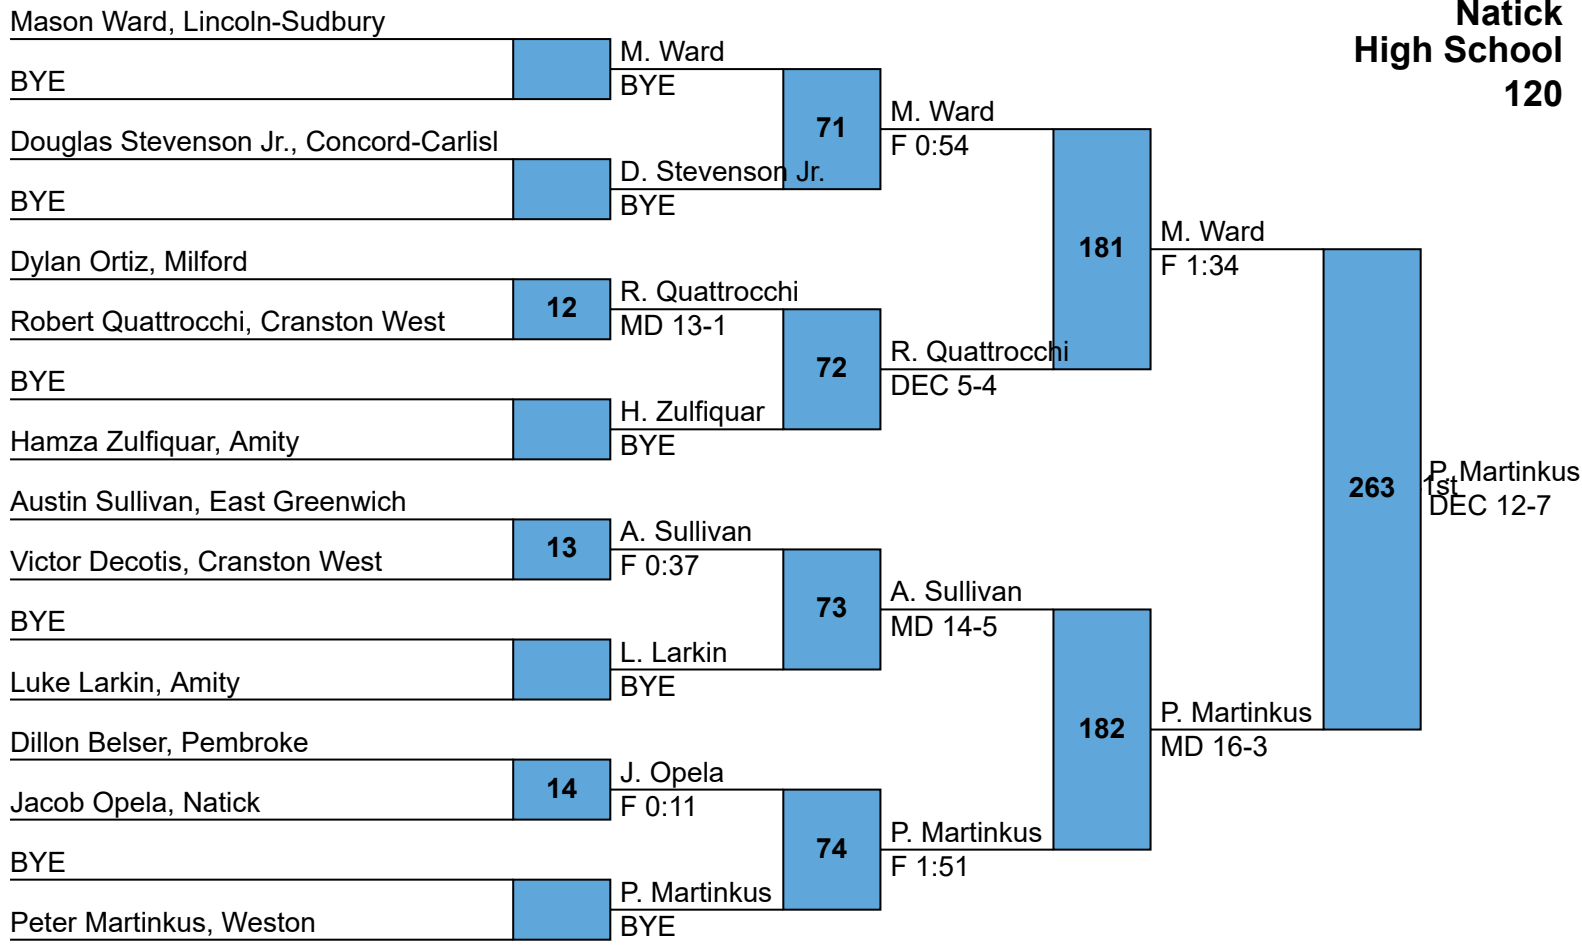 Natick
High School
120
Mason Ward, Lincoln-Sudbury
BYE
Douglas Stevenson Jr., Concord-Carlisl
BYE
Dylan Ortiz, Milford
Robert Quattrocchi, Cranston West
BYE
Hamza Zulfiquar, Amity
Austin Sullivan, East Greenwich
Victor Decotis, Cranston West
BYE
Luke Larkin, Amity
Dillon Belser, Pembroke
Jacob Opela, Natick
BYE
Peter Martinkus, Weston
12
13
14
M. Ward
BYE
D. Stevenson Jr.
BYE
R. Quattrocchi
MD 13-1
H. Zulfiquar
BYE
A. Sullivan
F 0:37
L. Larkin
BYE
J. Opela
F 0:11
P. Martinkus
BYE
71
72
73
74
M. Ward
F 0:54
R. Quattrocchi
DEC 5-4
A. Sullivan
MD 14-5
P. Martinkus
F 1:51
181
182
M. Ward
F 1:34
P. Martinkus
MD 16-3
263
P. Martinkus
1st
DEC 12-7